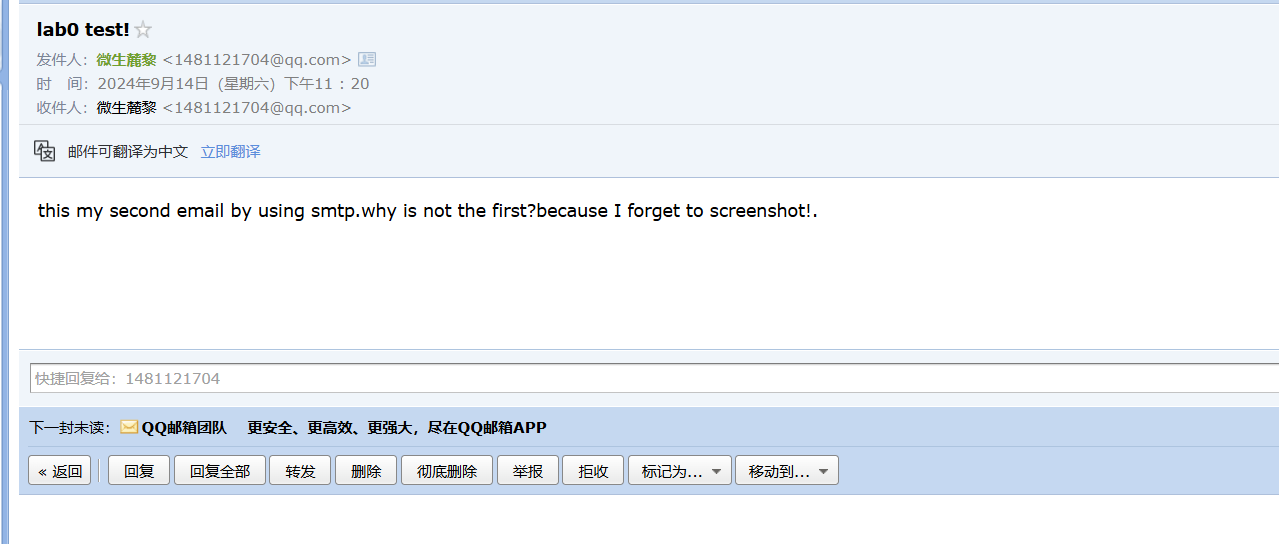 lab0 test!
发件人：微生麓黎 <1481121704@qq.com>
时 间：2024年9月14日（星期六）下午11：20
收件人：微生麓黎 <1481121704@qq.com>
邮件可翻译为中文 立即翻译
this my second email by using smtp.why is not the first?because I forget to screenshot!.
快捷回复给：1481121704
下一封未读：QQ邮箱团队 更安全、更高效、更强大，尽在QQ邮箱APP
« 返回 回复 回复全部 转发 删除 彻底删除 举报 拒收 标记为... 移动到...